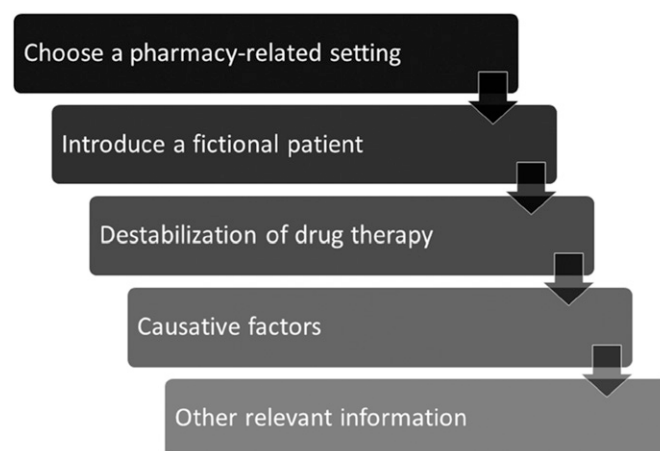 Choose a pharmacy-related setting
Introduce a fictional patient
Destabilization of drug therapy
Causative factors
Other relevant information